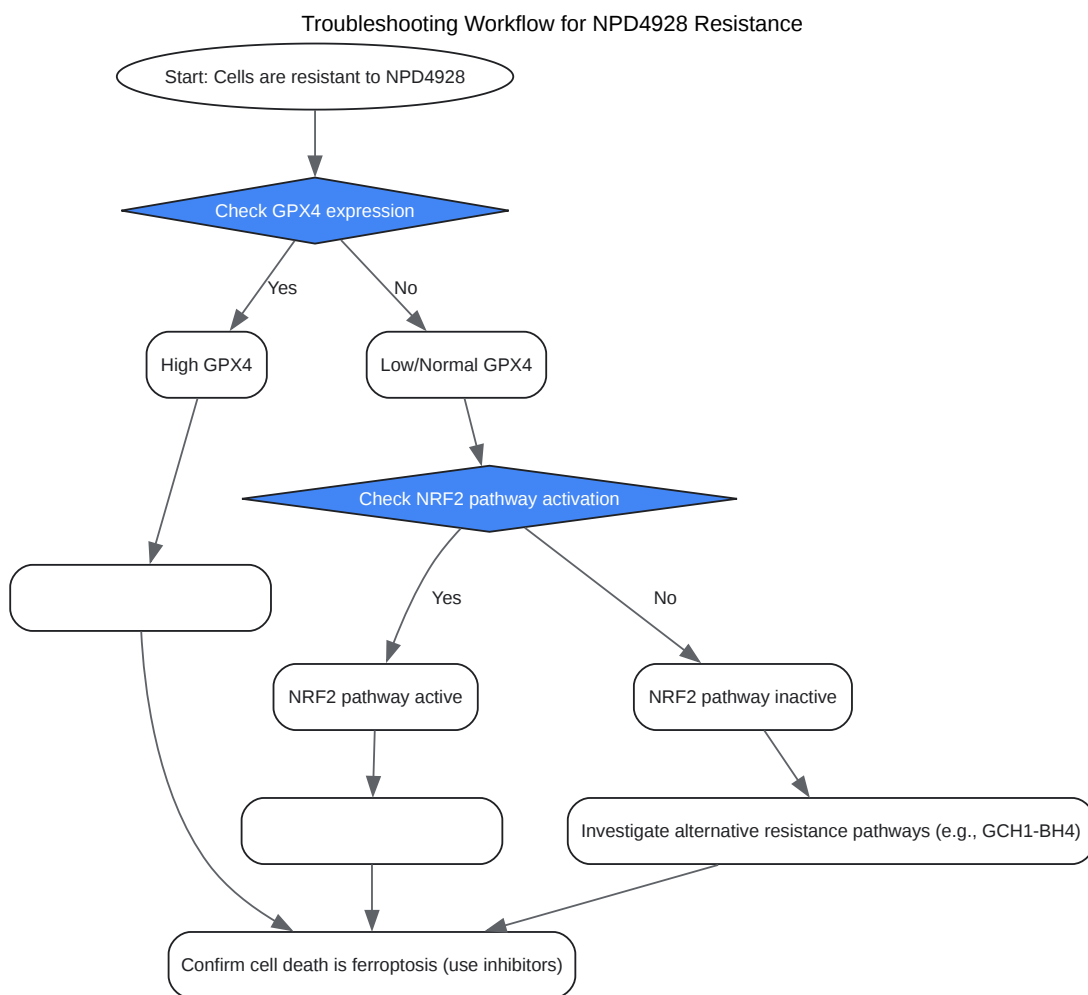 Troubleshooting Workflow for NPD4928 Resistance
Start: Cells are resistant to NPD4928
Check GPX4 expression
Yes
No
High GPX4
Low/Normal GPX4
Check NRF2 pathway activation
Yes
No
NRF2 pathway active
NRF2 pathway inactive
Investigate alternative resistance pathways (e.g., GCH1-BH4)
Confirm cell death is ferroptosis (use inhibitors)